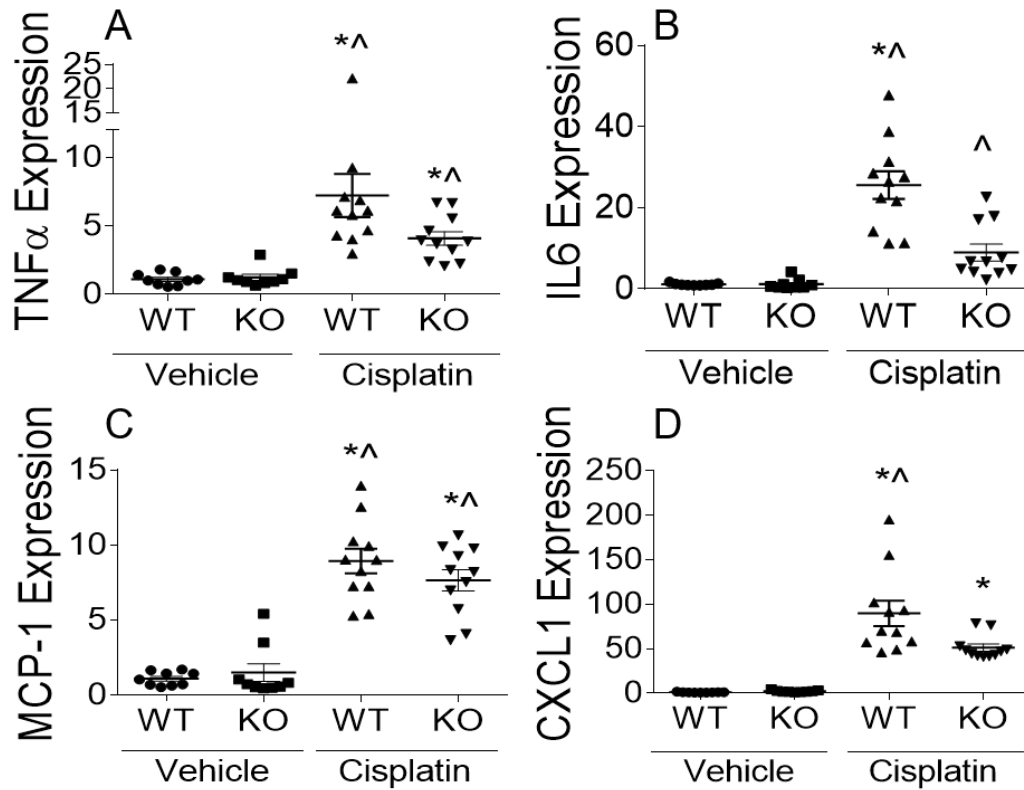 A
TNFα Expression
25
20
15
10
5
0
*^
*^
WT KO WT KO
Vehicle Cisplatin
B
IL6 Expression
60
40
20
0
*^
^
WT KO WT KO
Vehicle Cisplatin
C
MCP-1 Expression
15
10
5
0
*^
*^
WT KO WT KO
Vehicle Cisplatin
D
CXCL1 Expression
250
200
150
100
50
0
*^
*
WT KO WT KO
Vehicle Cisplatin